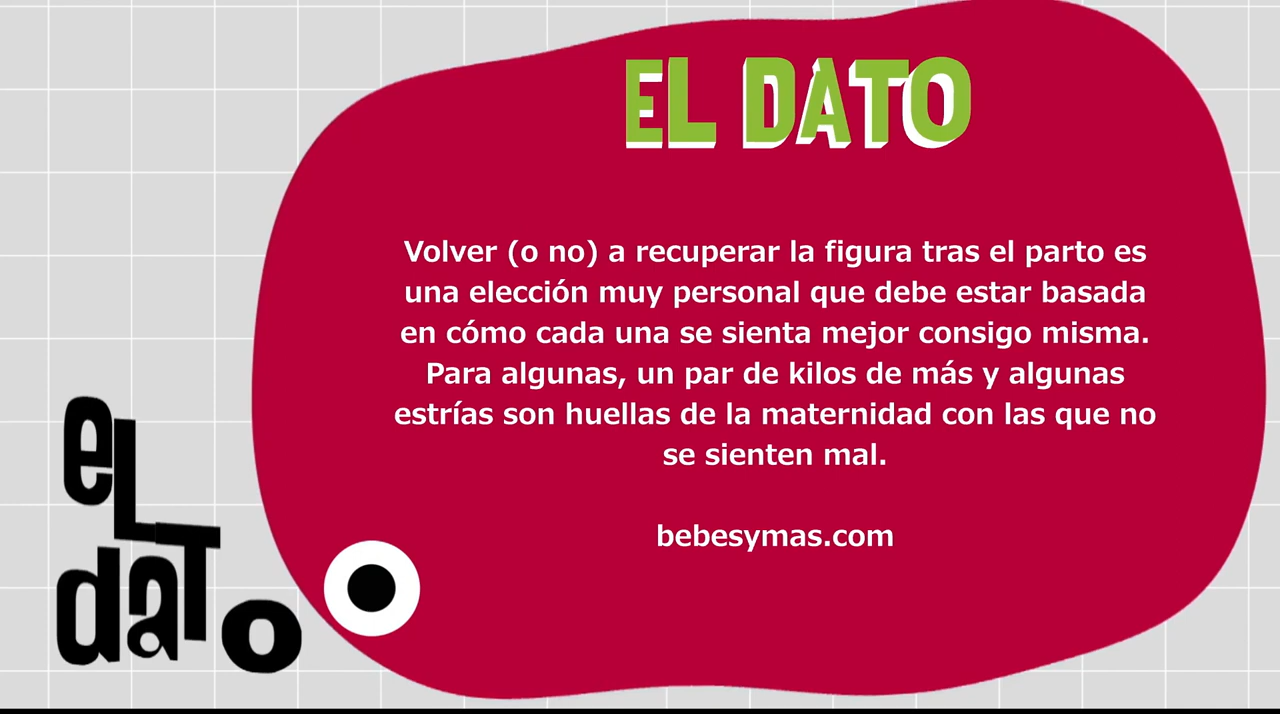 EL DATO
Volver (o no) a recuperar la figura tras el parto es
una elección muy personal que debe estar basada
en cómo cada una se sienta mejor consigo misma.
Para algunas, un par de kilos de más y algunas
estrías son huellas de la maternidad con las que no
se sienten mal.
bebesymas.com
eL
daTo